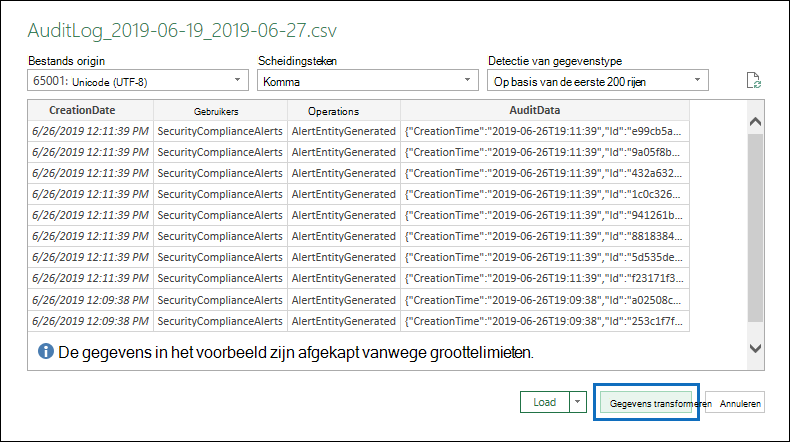 AuditLog_2019-06-19_2019-06-27.csv
Bestands origin Scheidingsteken Detectie van gegevenstype
65001: Unicode (UTF-8) Komma Op basis van de eerste 200 rijen
CreationDate Gebruikers Operations AuditData
6/26/2019 12:11:39 PM SecurityComplianceAlerts AlertEntityGenerated {"CreationTime":"2019-06-26T19:11:39","Id":"e99cb5a...
6/26/2019 12:11:39 PM SecurityComplianceAlerts AlertEntityGenerated {"CreationTime":"2019-06-26T19:11:39","Id":"9a05f8b...
6/26/2019 12:11:39 PM SecurityComplianceAlerts AlertEntityGenerated {"CreationTime":"2019-06-26T19:11:39","Id":"432a632...
6/26/2019 12:11:39 PM SecurityComplianceAlerts AlertEntityGenerated {"CreationTime":"2019-06-26T19:11:39","Id":"1c0c326...
6/26/2019 12:11:39 PM SecurityComplianceAlerts AlertEntityGenerated {"CreationTime":"2019-06-26T19:11:39","Id":"941261b...
6/26/2019 12:11:39 PM SecurityComplianceAlerts AlertEntityGenerated {"CreationTime":"2019-06-26T19:11:39","Id":"8818384...
6/26/2019 12:11:39 PM SecurityComplianceAlerts AlertEntityGenerated {"CreationTime":"2019-06-26T19:11:39","Id":"5d535de...
6/26/2019 12:11:39 PM SecurityComplianceAlerts AlertEntityGenerated {"CreationTime":"2019-06-26T19:11:39","Id":"f23171f3...
6/26/2019 12:09:38 PM SecurityComplianceAlerts AlertEntityGenerated {"CreationTime":"2019-06-26T19:09:38","Id":"a02508c...
6/26/2019 12:09:38 PM SecurityComplianceAlerts AlertEntityGenerated {"CreationTime":"2019-06-26T19:09:38","Id":"253c1f7f...
De gegevens in het voorbeeld zijn afgekapt vanwege groottelimieten.
Load Gegevens transformeren Annuleren